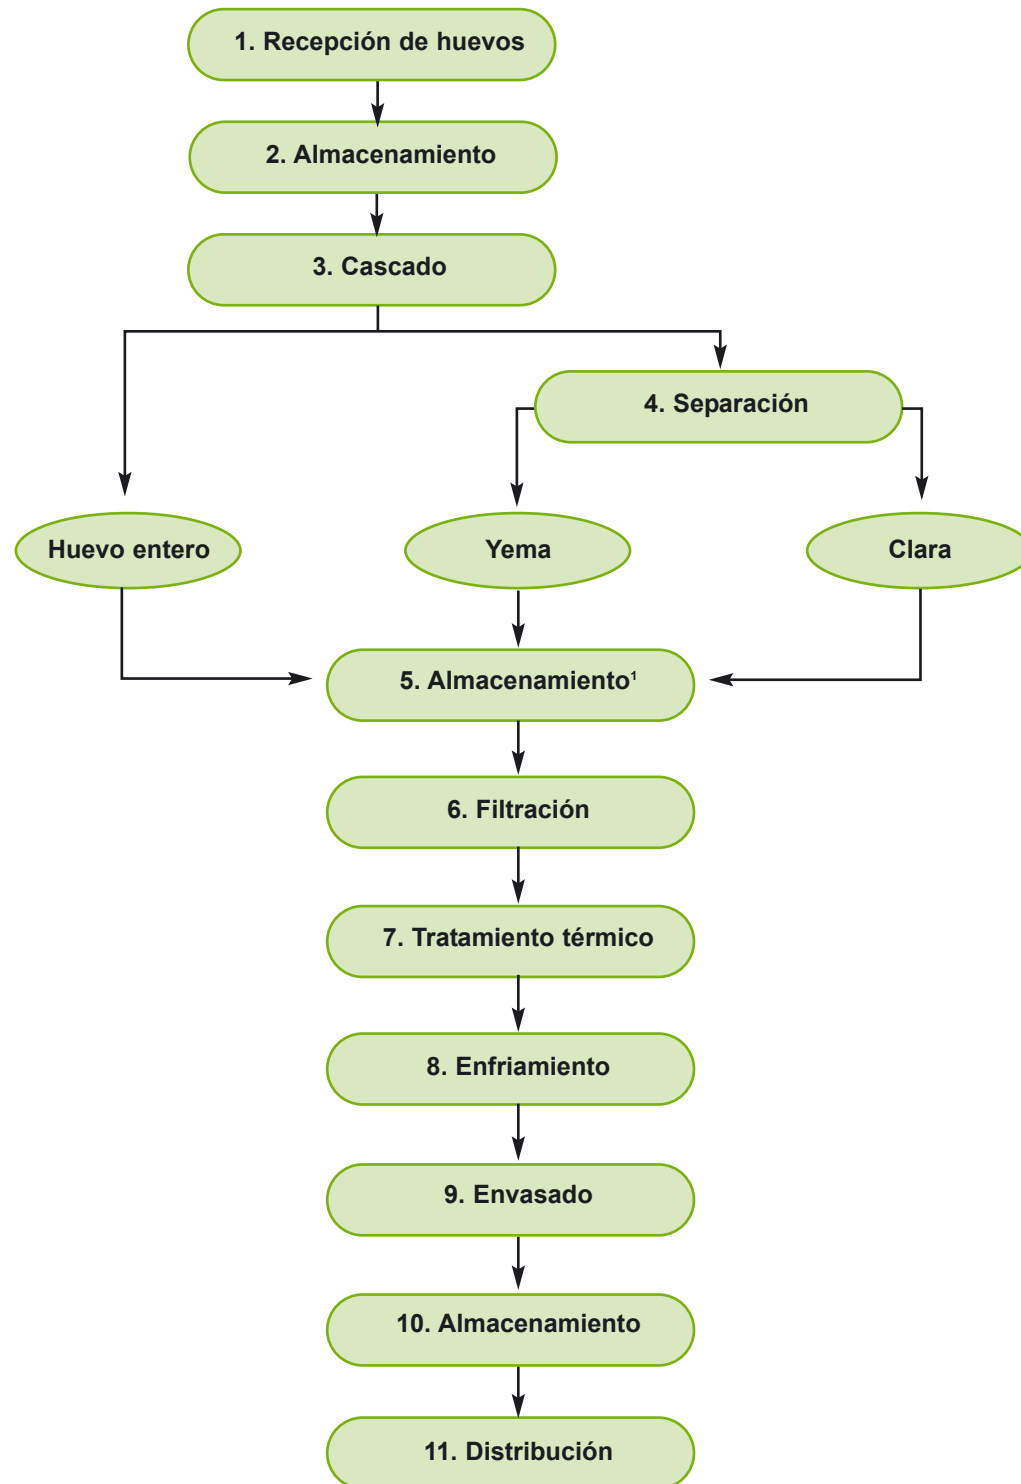 1. Recepción de huevos
2. Almacenamiento
3. Cascado
4. Separación
Huevo entero
Yema
Clara
5. Almacenamiento¹
6. Filtración
7. Tratamiento térmico
8. Enfriamiento
9. Envasado
10. Almacenamiento
11. Distribución